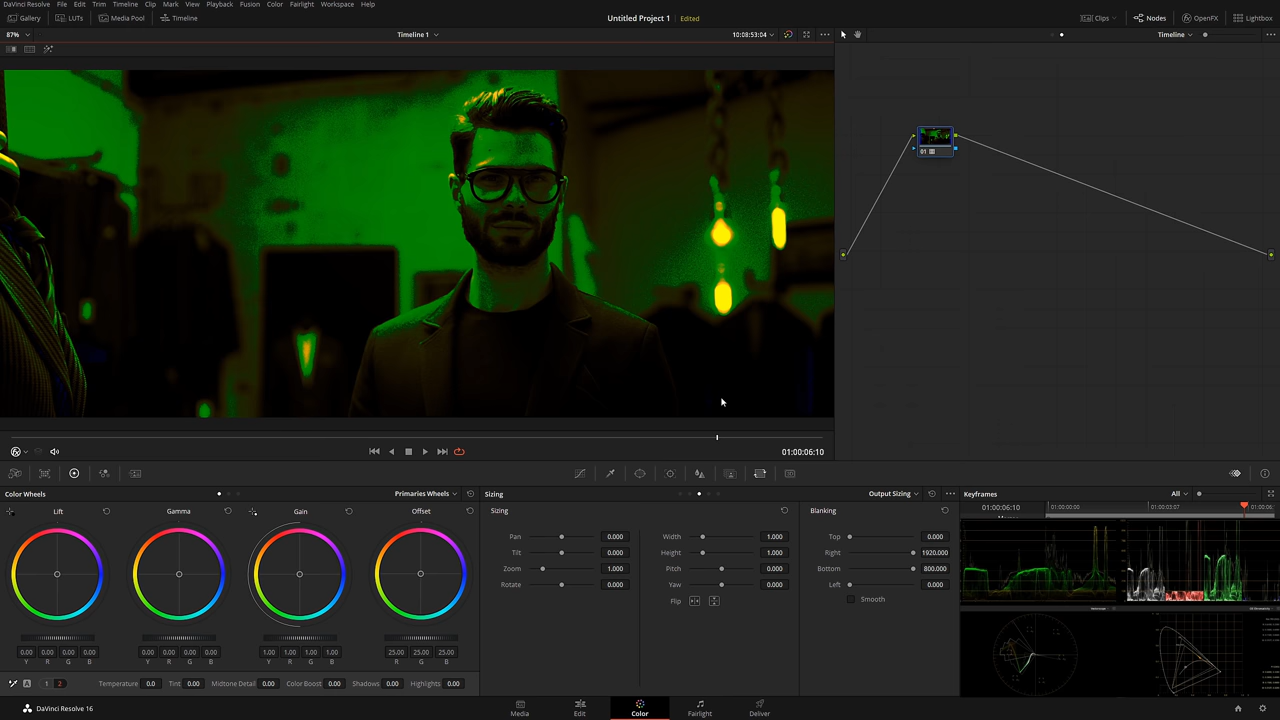 DaVinci Resolve File Edit Trim Timeline Clip Mark View Playback Fusion Color Fairlight Workspace Help
Gallery LUTs Media Pool Timeline Untitled Project 1 Edited Clips Nodes OpenFX Lightbox
87% Timeline 1 10:08:53:04 Timeline
01
01:00:06:10
Color Wheels Primaries Wheels Sizing Output Sizing Keyframes All
Lift Gamma Gain Offset Sizing Blanking 01:00:06:10 01:00:00:00 01:00:03:07 01:00:06:
Pan 0.000 Width 1.000 Top 0.000
Tilt 0.000 Height 1.000 Right 1920.000
Zoom 1.000 Pitch 0.000 Bottom 800.000
Rotate 0.000 Yaw 0.000 Left 0.000
Flip Smooth
0.00 0.00 0.00 0.00 0.00 0.00 0.00 0.00 1.00 1.00 1.00 1.00 25.00 25.00 25.00
Y R G B Y R G B Y R G B R G B
A 1 2 Temperature 0.0 Tint 0.00 Midtone Detail 0.00 Color Boost 0.00 Shadows 0.00 Highlights 0.00
DaVinci Resolve 16 Media Edit Color Fairlight Deliver